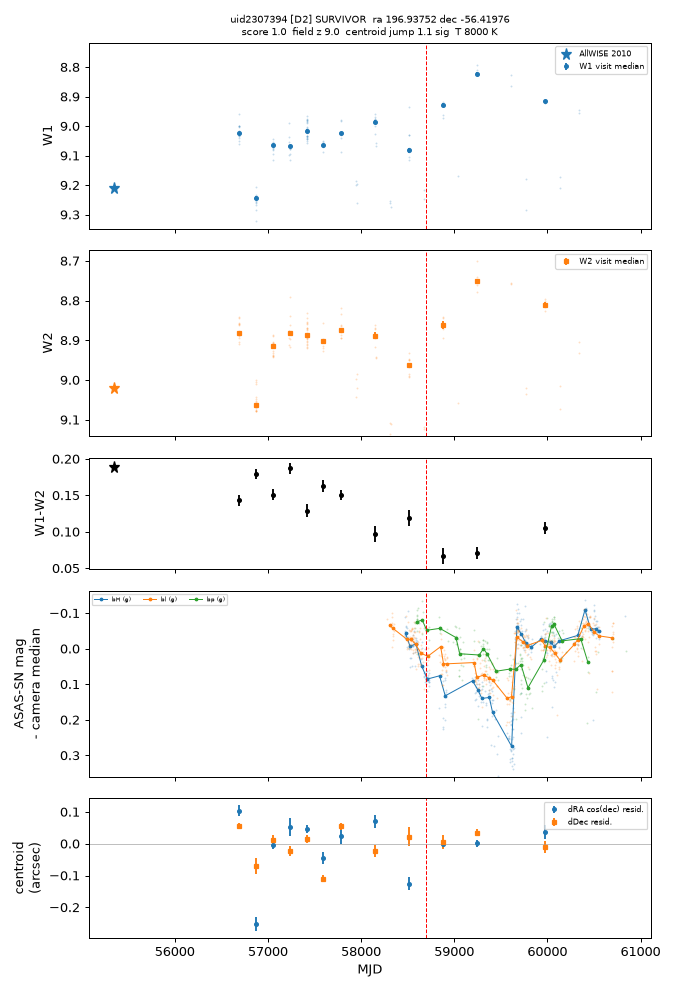 uid2307394 [D2] SURVIVOR ra 196.93752 dec -56.41976
score 1.0 field z 9.0 centroid jump 1.1 sig T 8000 K
AllWISE 2010
W1 visit median
W1
8.8
8.9
9.0
9.1
9.2
9.3
W2 visit median
W2
8.7
8.8
8.9
9.0
9.1
W1-W2
0.20
0.15
0.10
0.05
ASAS-SN mag
- camera median
−0.1
0.0
0.1
0.2
0.3
centroid
(arcsec)
dRA cos(dec) resid.
dDec resid.
0.1
0.0
−0.1
−0.2
56000 57000 58000 59000 60000 61000
MJD